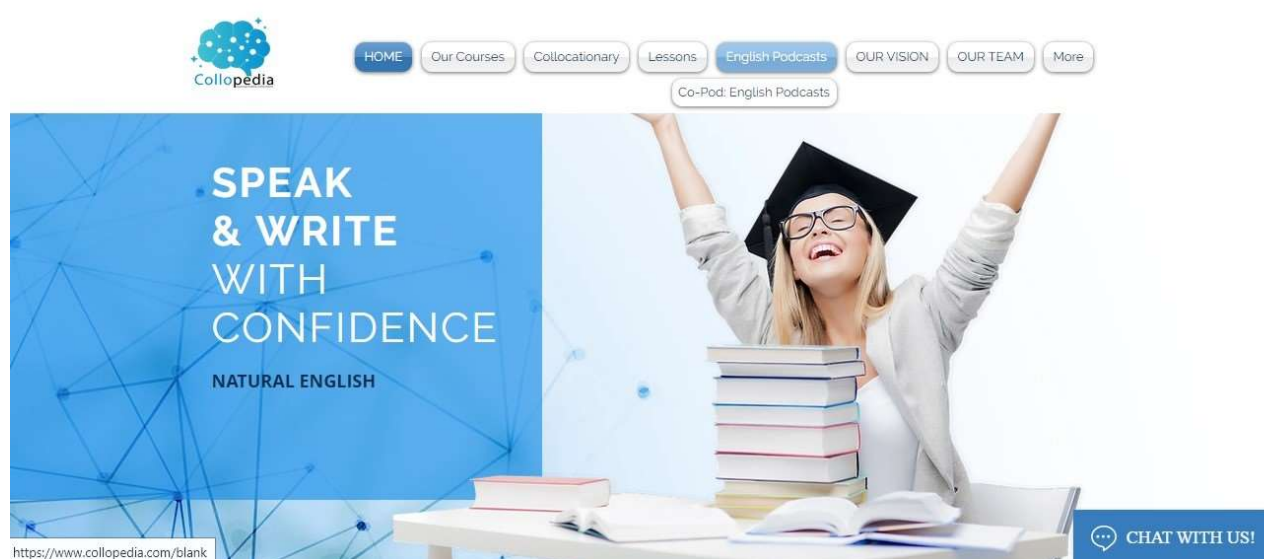 Collopedia
HOME
Our Courses
Collocationary
Lessons
English Podcasts
OUR VISION
OUR TEAM
More
Co-Pod: English Podcasts
SPEAK
& WRITE
WITH
CONFIDENCE
NATURAL ENGLISH
CHAT WITH US!
https://www.collopedia.com/blank